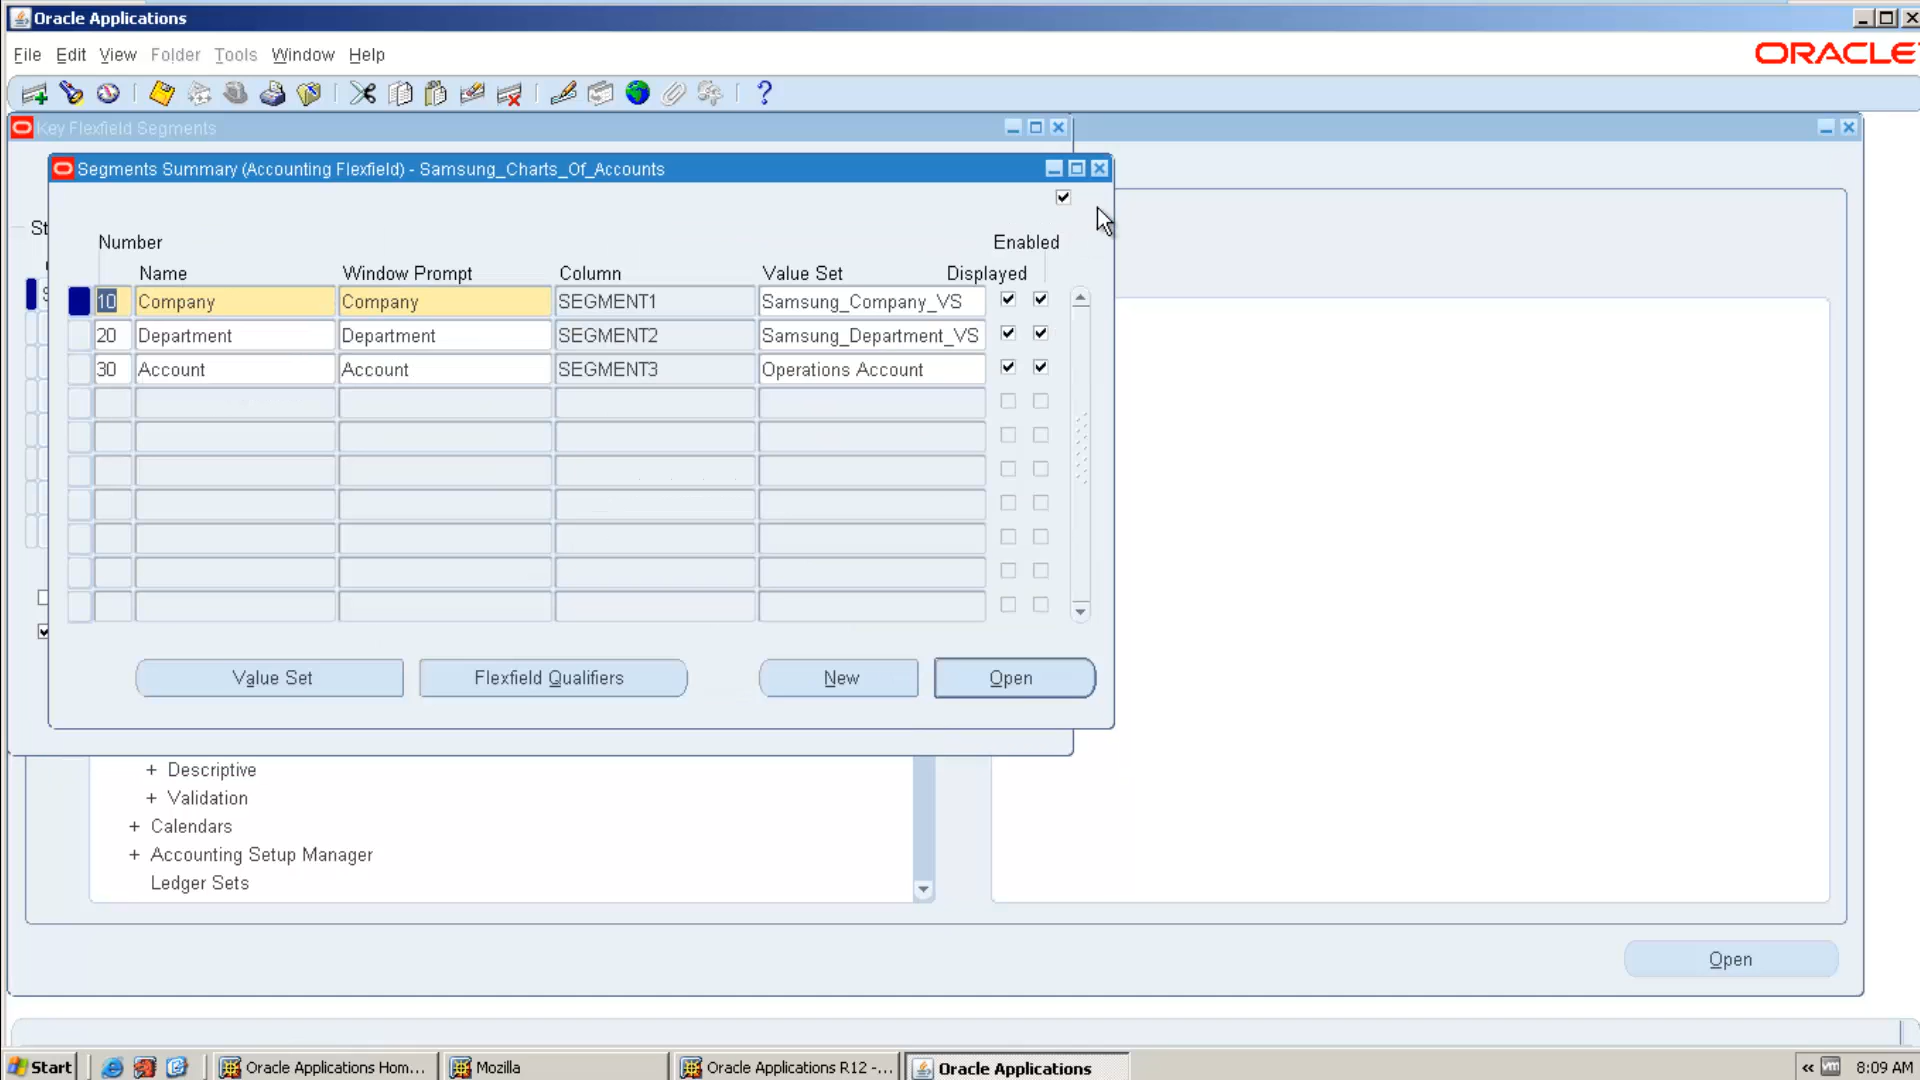 Oracle Applications
File Edit View Folder Tools Window Help
ORACLE
Key Flexfield Segments
Segments Summary (Accounting Flexfield) - Samsung_Charts_Of_Accounts
St
Number Enabled
Name Window Prompt Column Value Set Displayed
10 Company Company SEGMENT1 Samsung_Company_VS
20 Department Department SEGMENT2 Samsung_Department_VS
30 Account Account SEGMENT3 Operations Account
Value Set Flexfield Qualifiers New Open
+ Descriptive
+ Validation
+ Calendars
+ Accounting Setup Manager
Ledger Sets
Open
Start Oracle Applications Hom... Mozilla Oracle Applications R12 -... Oracle Applications « 8:09 AM